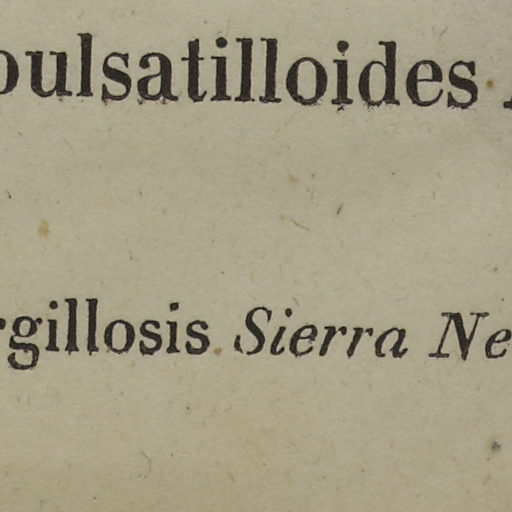 pulsatilloides
rgillosis Sierra Ne